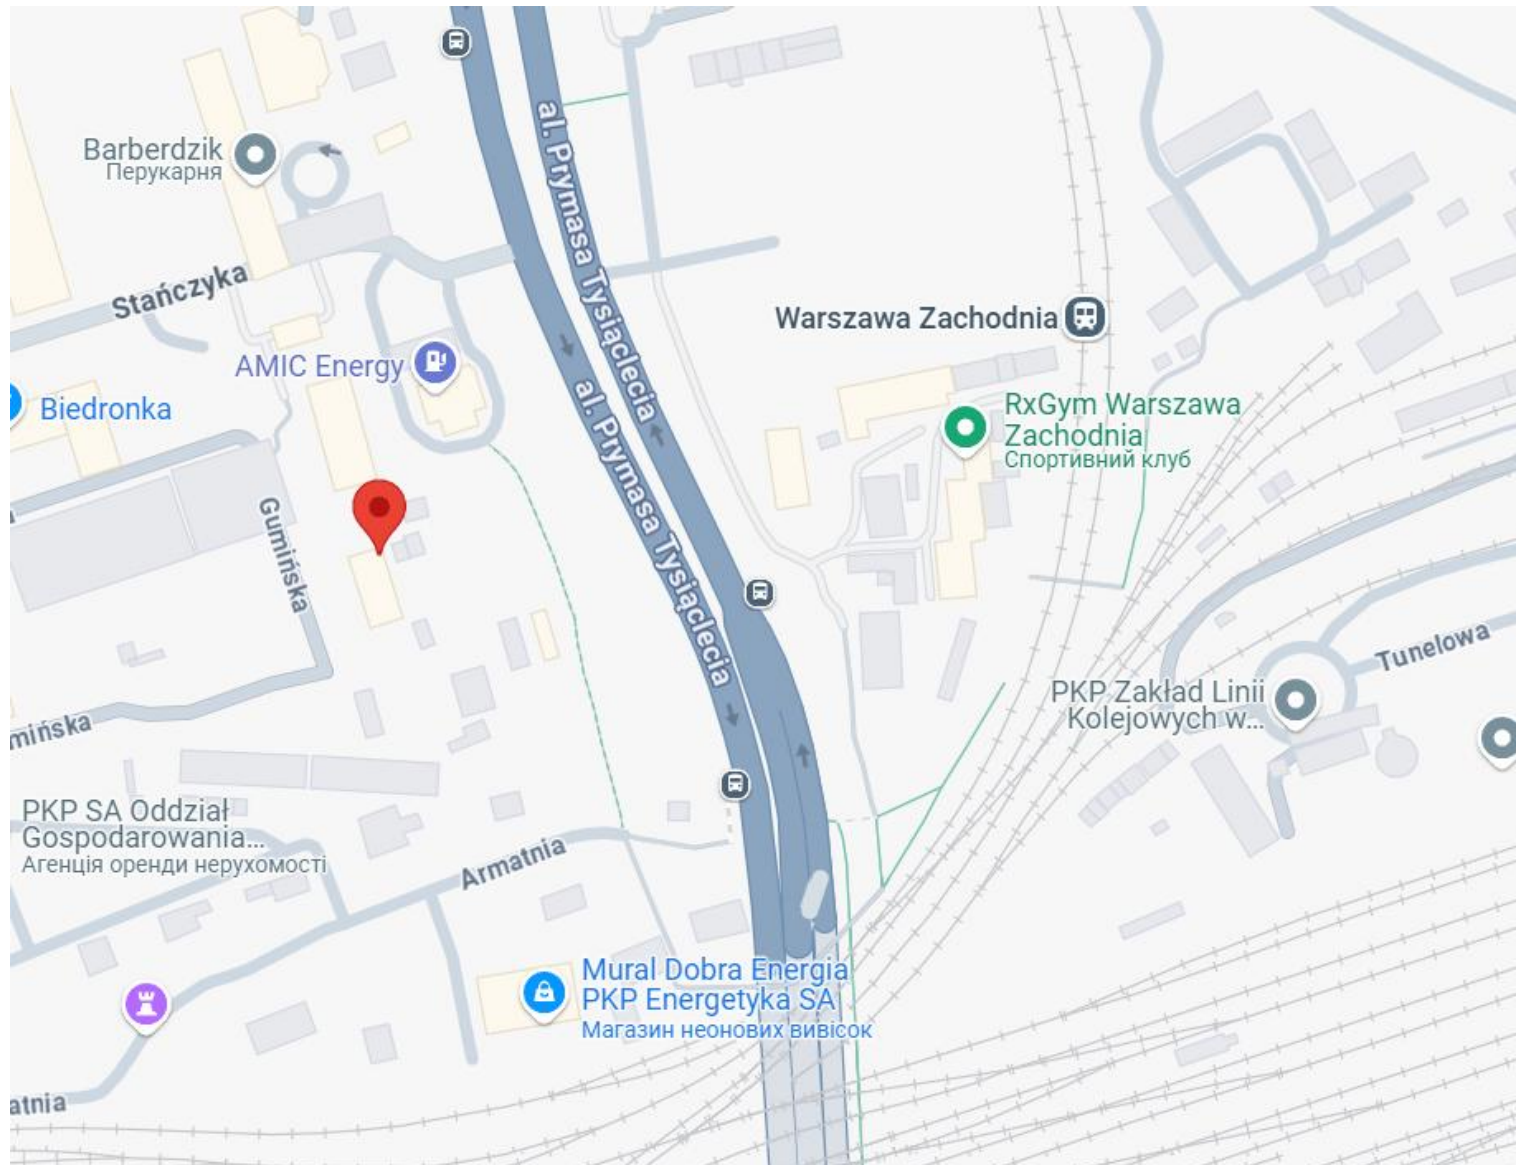 al. Prymasa Tysiąclecia
Barberdzik
Перукарня
Stańczyka
Warszawa Zachodnia
AMIC Energy
Biedronka
al. Prymasa Tysiąclecia
RxGym Warszawa
Zachodnia
Спортивний клуб
Gumińska
Tunelowa
PKP Zakład Linii
Kolejowych w...
mińska
PKP SA Oddział
Gospodarowania...
Агенція оренди нерухомості
Armatnia
Mural Dobra Energia
PKP Energetyka SA
Магазин неонових вивісок
atnia